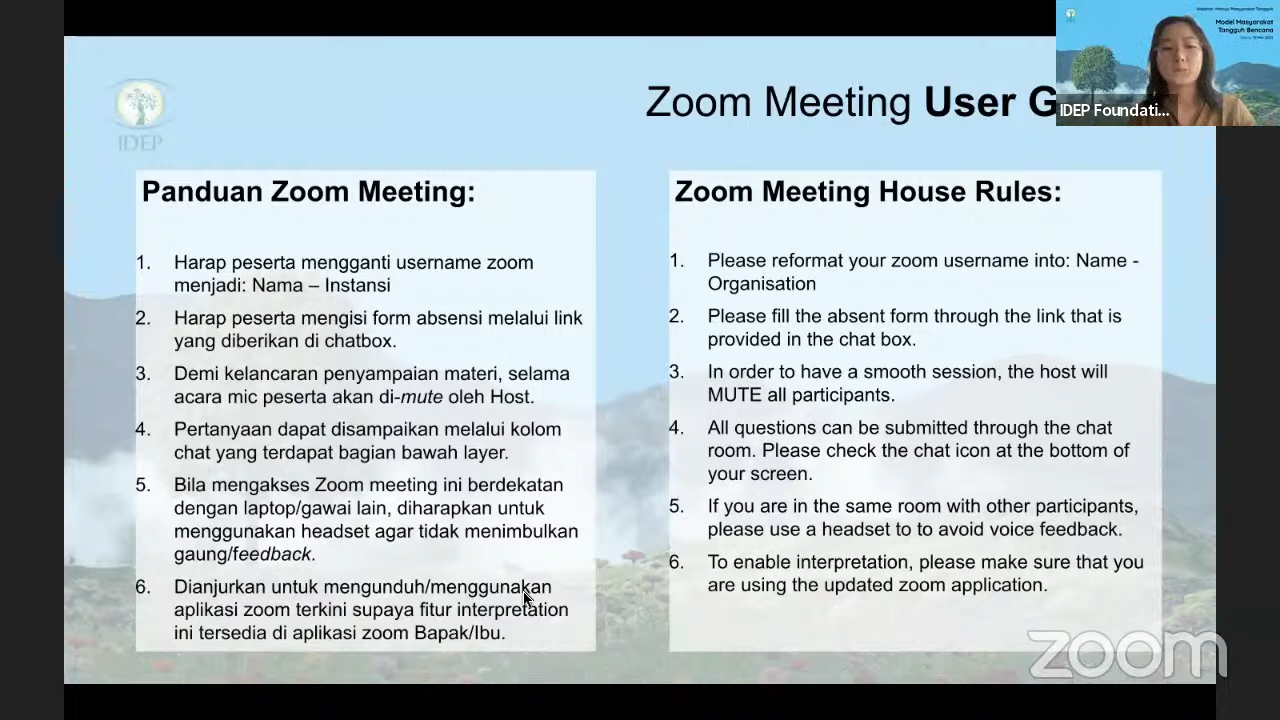 Zoom Meeting User G
IDEP
Webinar: Menuju Masyarakat Tangguh
Model Masyarakat
Tangguh Bencana
IDEP Foundati...
Panduan Zoom Meeting:
1. Harap peserta mengganti username zoom
menjadi: Nama – Instansi
2. Harap peserta mengisi form absensi melalui link
yang diberikan di chatbox.
3. Demi kelancaran penyampaian materi, selama
acara mic peserta akan di-mute oleh Host.
4. Pertanyaan dapat disampaikan melalui kolom
chat yang terdapat bagian bawah layer.
5. Bila mengakses Zoom meeting ini berdekatan
dengan laptop/gawai lain, diharapkan untuk
menggunakan headset agar tidak menimbulkan
gaung/feedback.
6. Dianjurkan untuk mengunduh/menggunakan
aplikasi zoom terkini supaya fitur interpretation
ini tersedia di aplikasi zoom Bapak/Ibu.
Zoom Meeting House Rules:
1. Please reformat your zoom username into: Name -
Organisation
2. Please fill the absent form through the link that is
provided in the chat box.
3. In order to have a smooth session, the host will
MUTE all participants.
4. All questions can be submitted through the chat
room. Please check the chat icon at the bottom of
your screen.
5. If you are in the same room with other participants,
please use a headset to to avoid voice feedback.
6. To enable interpretation, please make sure that you
are using the updated zoom application.
zoom